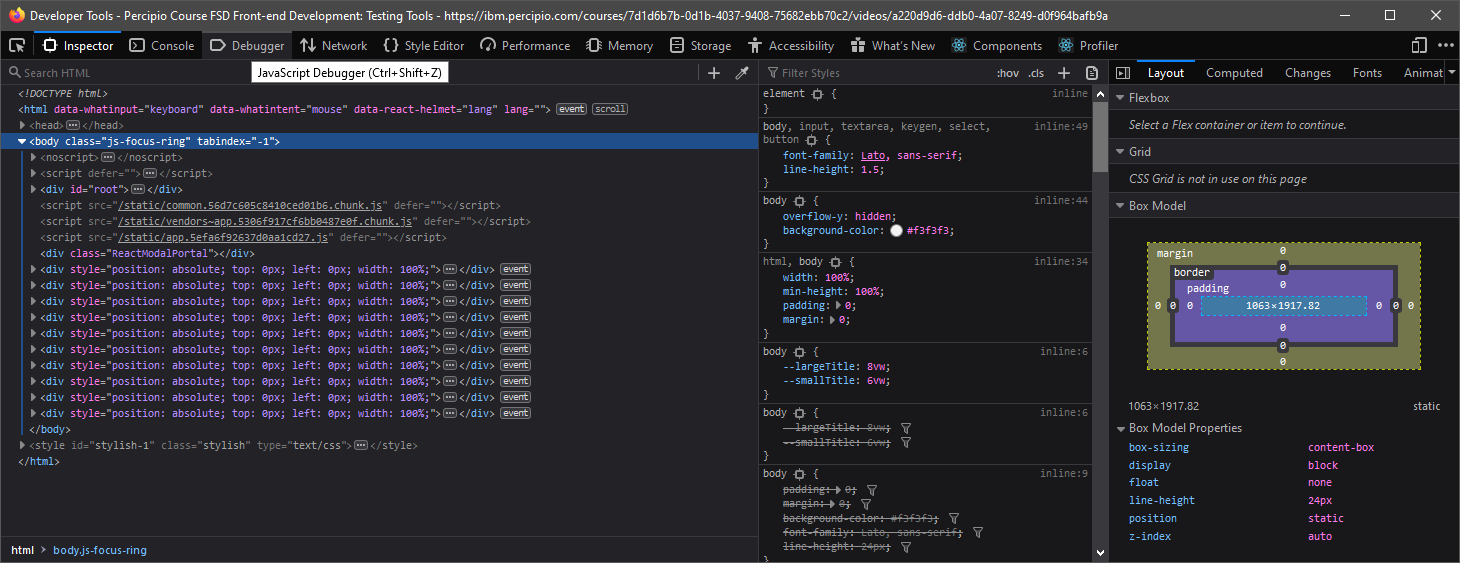 Developer Tools - Percipio Course FSD Front-end Development: Testing Tools - https://ibm.percipio.com/courses/7d1d6b7b-0d1b-4037-9408-75682ebb70c2/videos/a220d9d6-ddb0-4a07-8249-d0f964bafb9a
Inspector Console Debugger Network Style Editor Performance Memory Storage Accessibility What's New Components Profiler
Search HTML
JavaScript Debugger (Ctrl+Shift+Z)
<!DOCTYPE html>
<html data-whatinput="keyboard" data-whatintent="mouse" data-react-helmet="lang" lang=""> event scroll
<head> ··· </head>
<body class="js-focus-ring" tabindex="-1">
<noscript> ··· </noscript>
<script defer=""> ··· </script>
<div id="root"> ··· </div>
<script src="/static/common.56d7c605c8410ced01b6.chunk.js" defer=""></script>
<script src="/static/vendors~app.5306f917cf6bb0487e0f.chunk.js" defer=""></script>
<script src="/static/app.5efa6f92637d0aa1cd27.js" defer=""></script>
<div class="ReactModalPortal"></div>
<div style="position: absolute; top: 0px; left: 0px; width: 100%;"> ··· </div> event
<div style="position: absolute; top: 0px; left: 0px; width: 100%;"> ··· </div> event
<div style="position: absolute; top: 0px; left: 0px; width: 100%;"> ··· </div> event
<div style="position: absolute; top: 0px; left: 0px; width: 100%;"> ··· </div> event
<div style="position: absolute; top: 0px; left: 0px; width: 100%;"> ··· </div> event
<div style="position: absolute; top: 0px; left: 0px; width: 100%;"> ··· </div> event
<div style="position: absolute; top: 0px; left: 0px; width: 100%;"> ··· </div> event
<div style="position: absolute; top: 0px; left: 0px; width: 100%;"> ··· </div> event
<div style="position: absolute; top: 0px; left: 0px; width: 100%;"> ··· </div> event
<div style="position: absolute; top: 0px; left: 0px; width: 100%;"> ··· </div> event
</body>
<style id="stylish-1" class="stylish" type="text/css"> ··· </style>
</html>
html > body.js-focus-ring
Filter Styles :hov .cls
element { inline
}
body, input, textarea, keygen, select, inline:49
button {
font-family: Lato, sans-serif;
line-height: 1.5;
}
body { inline:44
overflow-y: hidden;
background-color: #f3f3f3;
}
html, body { inline:34
width: 100%;
min-height: 100%;
padding: 0;
margin: 0;
}
body { inline:6
--largeTitle: 8vw;
--smallTitle: 6vw;
}
body { inline:6
--largeTitle: 8vw;
--smallTitle: 6vw;
}
body { inline:9
padding: 0;
margin: 0;
background-color: #f3f3f3;
font-family: Lato, sans-serif;
line-height: 24px;
}
Layout Computed Changes Fonts Animat
Flexbox
Select a Flex container or item to continue.
Grid
CSS Grid is not in use on this page
Box Model
margin 0
border 0
padding 0
0 0 0 1063×1917.82 0 0 0
0
0
0
1063×1917.82 static
Box Model Properties
box-sizing content-box
display block
float none
line-height 24px
position static
z-index auto